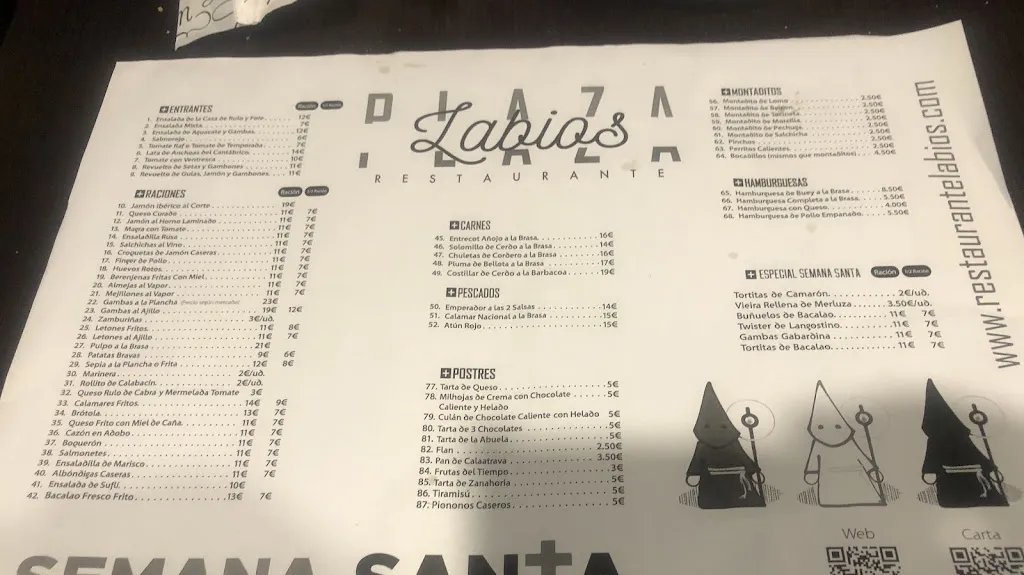 PLAZA
Labios
PLAZA
RESTAURANTE
ENTRANTES Ración 1/2 Ración
1. Ensalada de la Casa de Rulo y Pate 12€
2. Ensalada Mixta 7€
3. Ensalada de Aguacate y Gambas 12€
4. Salmorejo 6€
5. Tomate Raf o Tomate de Temporada 7€
6. Lata de Anchoas del Cantábrico 14€
7. Tomate con Ventresca 10€
8. Revuelto de Setas y Gambones 11€
9. Revuelto de Gulas, Jamón y Gambones 11€
RACIONES Ración 1/2 Ración
10. Jamón Ibérico al Corte 19€
11. Queso Curado 11€ 7€
12. Jamón al Horno Laminado 11€ 7€
13. Magra con Tomate 11€ 7€
14. Ensaladilla Rusa 11€ 7€
15. Salchichas al Vino 11€ 7€
16. Croquetas de Jamón Caseras 11€ 7€
17. Finger de Pollo 11€ 7€
18. Huevos Rotos 11€ 7€
19. Berenjenas Fritas con Miel 11€ 7€
20. Almejas al Vapor 11€ 7€
21. Mejillones al Vapor 11€ 7€
22. Gambas a la Plancha (Precio según mercado) 23€
23. Gambas al Ajillo 19€ 12€
24. Zamburiñas 3€/uð.
25. Letones Fritos 11€ 8€
26. Letones al Ajillo 11€ 7€
27. Pulpo a la Brasa 21€
28. Patatas Bravas 9€ 6€
29. Sepia a la Plancha o Frita 12€ 8€
30. Marinera 2€/uð.
31. Rollito de Calabacín 2€/uð.
32. Queso Rulo de Cabra y Mermelada Tomate 3€
33. Calamares Fritos 14€ 9€
34. Brótola 13€ 7€
35. Queso Frito con Miel de Caña 11€ 7€
36. Cazón en Adobo 11€ 7€
37. Boquerón 11€ 7€
38. Salmonetes 11€ 7€
39. Ensaladilla de Marisco 11€ 7€
40. Albóndigas Caseras 11€ 7€
41. Ensalada de Sufli 10€
42. Bacalao Fresco Frito 13€ 7€
CARNES
45. Entrecot Añojo a la Brasa 16€
46. Solomillo de Cerdo a la Brasa 14€
47. Chuletas de Cordero a la Brasa 16€
48. Pluma de Bellota a la Brasa 17€
49. Costillar de Cerdo a la Barbacoa 19€
PESCADOS
50. Emperador a las 2 Salsas 14€
51. Calamar Nacional a la Brasa 15€
52. Atún Rojo 15€
POSTRES
77. Tarta de Queso 5€
78. Milhojas de Crema con Chocolate 5€
Caliente y Helado
79. Culán de Chocolate Caliente con Helado 5€
80. Tarta de 3 Chocolates 5€
81. Tarta de la Abuela 5€
82. Flan 2.50€
83. Pan de Calaatrava 3.50€
84. Frutas del Tiempo 3€
85. Tarta de Zanahoria 5€
86. Tiramisú 5€
87. Piononos Caseros 5€
MONTADITOS
56. Montadito de Lomo 2.50€
57. Montadito de Beigon 2.50€
58. Montadito de Sobrasada 2.50€
59. Montadito de Morcilla 2.50€
60. Montadito de Pechuga 2.50€
61. Montadito de Salchicha 2.50€
62. Pinchos 2.50€
63. Perritos Calientes 2.50€
64. Bocadillos (mismos que montaditos) 4.50€
HAMBURGUESAS
65. Hamburguesa de Buey a la Brasa 8.50€
66. Hamburguesa Completa a la Brasa 5.50€
67. Hamburguesa con Queso 4.00€
68. Hamburguesa de Pollo Empanado 5.50€
ESPECIAL SEMANA SANTA Ración 1/2 Ración
Tortitas de Camarón 2€/uð.
Vieira Rellena de Merluza 3.50€/uð.
Buñuelos de Bacalao 11€ 7€
Twister de Langostino 11€ 7€
Gambas Gabardina 11€ 7€
Tortitas de Bacalao 11€ 7€
www.restaurantelabios.com
Web Carta
SEMANA SANTA